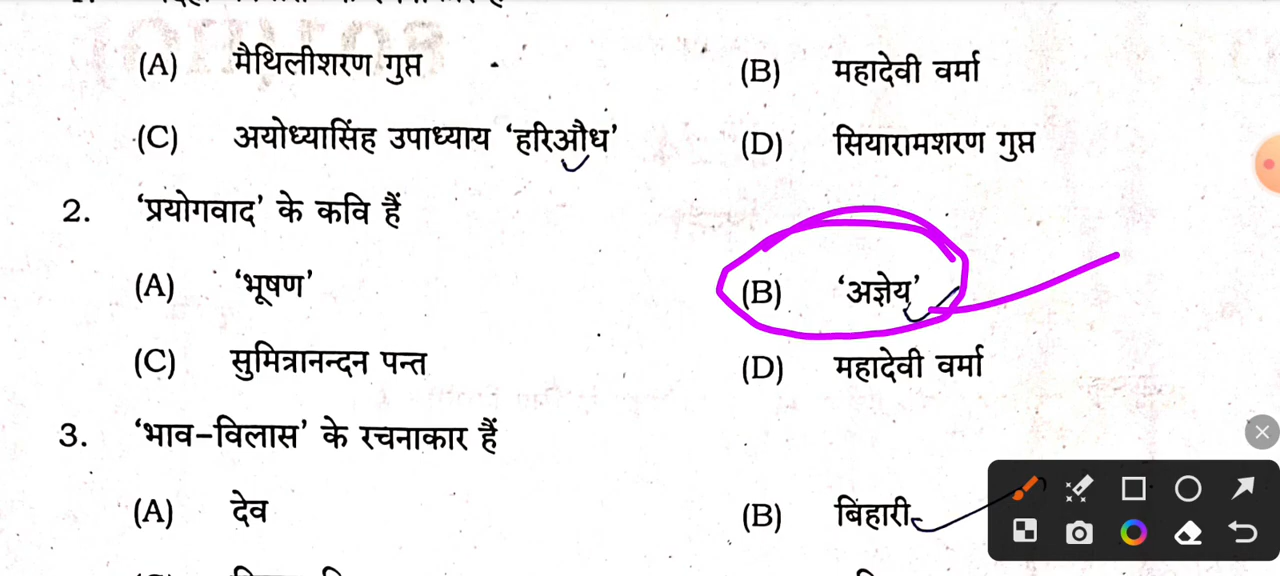 (A) मैथिलीशरण गुप्त (B) महादेवी वर्मा
(C) अयोध्यासिंह उपाध्याय ‘हरिऔध’ (D) सियारामशरण गुप्त
2. ‘प्रयोगवाद’ के कवि हैं
(A) ‘भूषण’ (B) ‘अज्ञेय’
(C) सुमित्रानन्दन पन्त (D) महादेवी वर्मा
3. ‘भाव–विलास’ के रचनाकार हैं
(A) देव (B) बिहारी